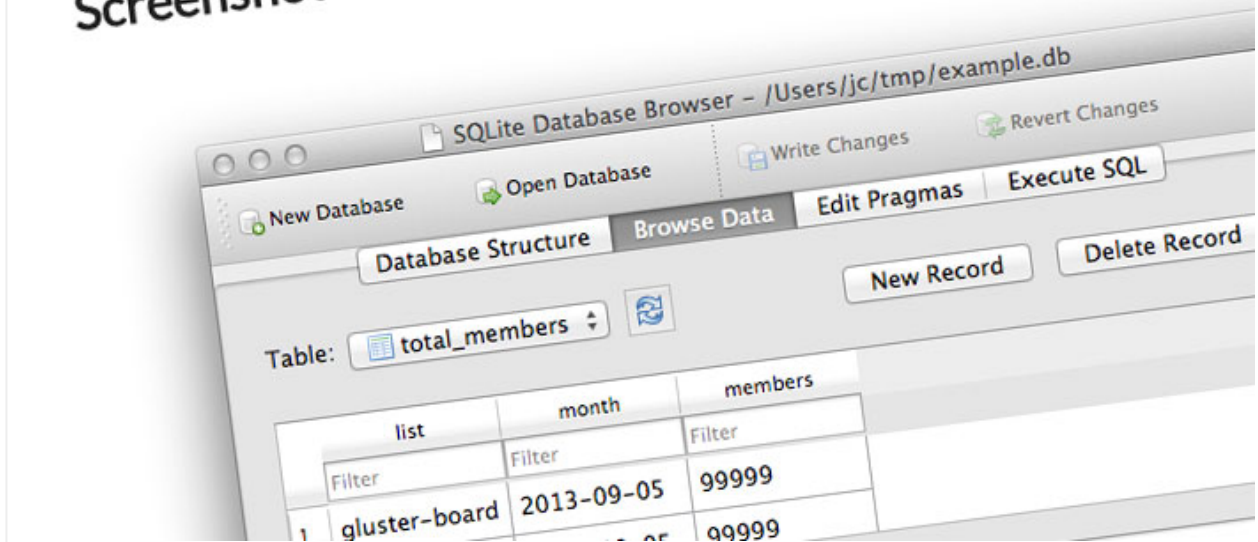 SQLite Database Browser – /Users/jc/tmp/example.db
New Database Open Database Write Changes Revert Changes
Database Structure Browse Data Edit Pragmas Execute SQL
New Record Delete Record
Table: total_members
list month members
Filter Filter Filter
1 gluster-board 2013-09-05 99999
99999